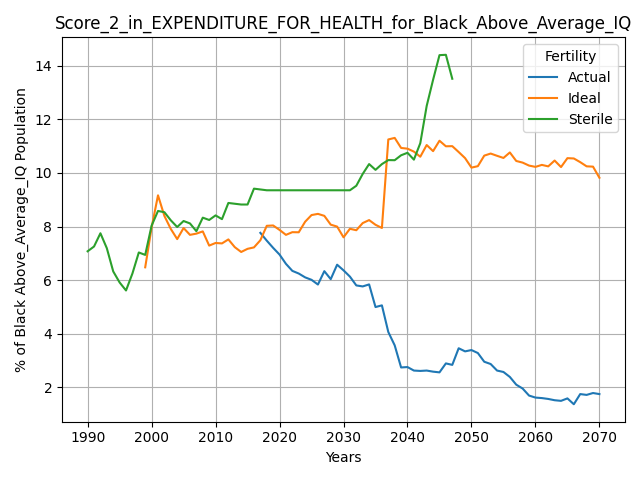 Score_2_in_EXPENDITURE_FOR_HEALTH_for_Black_Above_Average_IQ
Fertility
Actual
Ideal
Sterile
% of Black Above_Average_IQ Population
14
12
10
8
6
4
2
1990 2000 2010 2020 2030 2040 2050 2060 2070
Years